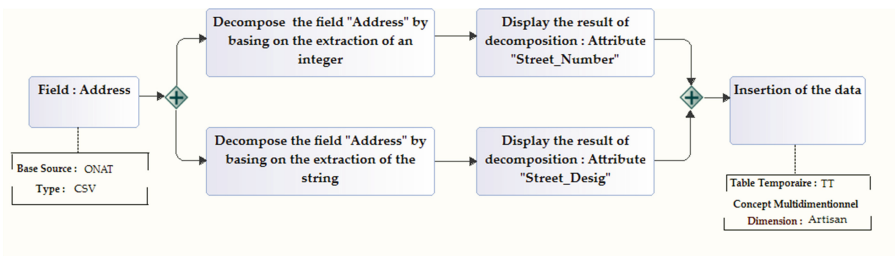 Field : Address
Base Source : ONAT
Type : CSV
Decompose the field "Address" by
basing on the extraction of an
integer
Display the result of
decomposition : Attribute
"Street_Number"
Decompose the field "Address" by
basing on the extraction of the
string
Display the result of
decomposition : Attribute
"Street_Desig"
Insertion of the data
Table Temporaire : TT
Concept Multidimentionnel
Dimension : Artisan